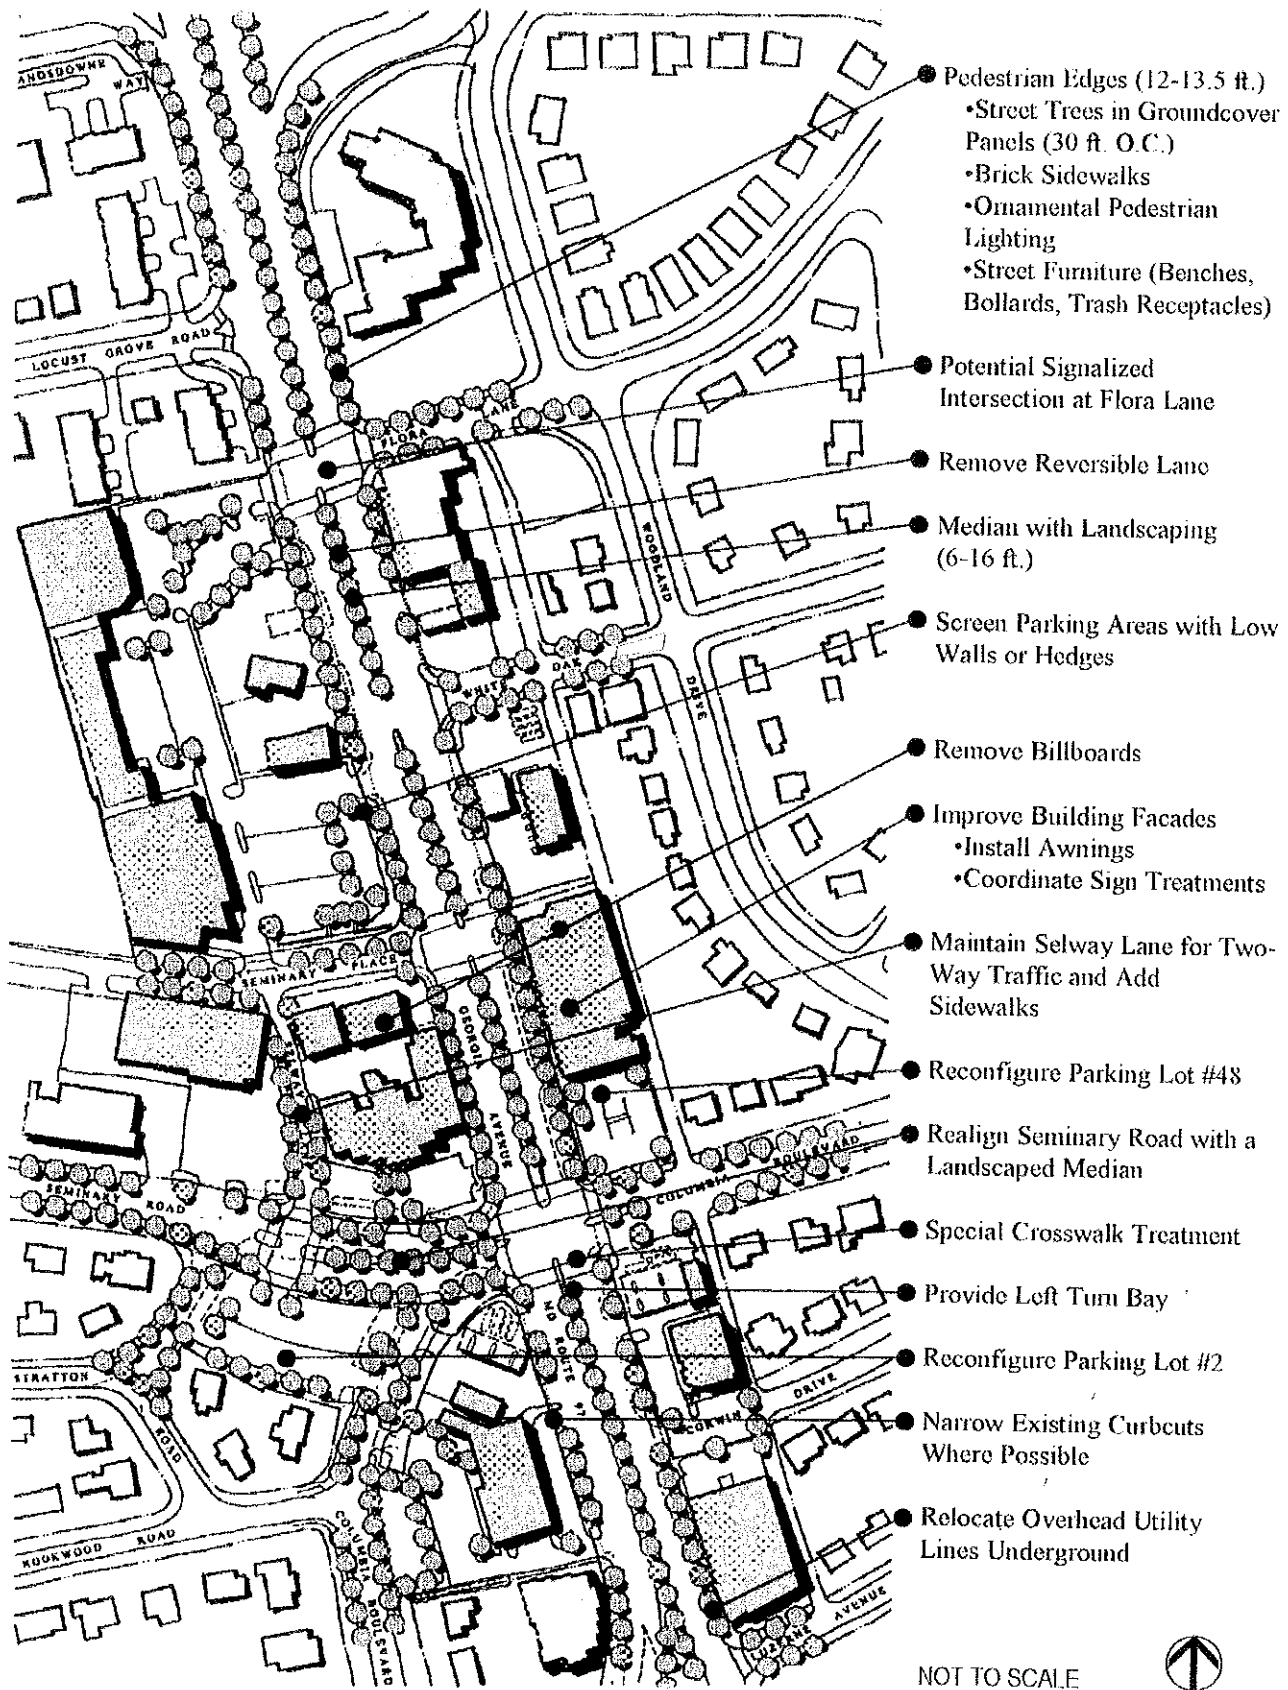 Pedestrian Edges (12-13.5 ft.)
•Street Trees in Groundcover
Panels (30 ft. O.C.)
•Brick Sidewalks
•Ornamental Pedestrian
Lighting
•Street Furniture (Benches,
Bollards, Trash Receptacles)
Potential Signalized
Intersection at Flora Lane
Remove Reversible Lane
Median with Landscaping
(6-16 ft.)
Screen Parking Areas with Low
Walls or Hedges
Remove Billboards
Improve Building Facades
•Install Awnings
•Coordinate Sign Treatments
Maintain Selway Lane for Two-
Way Traffic and Add
Sidewalks
Reconfigure Parking Lot #48
Realign Seminary Road with a
Landscaped Median
Special Crosswalk Treatment
Provide Left Turn Bay
Reconfigure Parking Lot #2
Narrow Existing Curbcuts
Where Possible
Relocate Overhead Utility
Lines Underground
NOT TO SCALE
ANSDOWNE
WAY
LOCUST GROVE ROAD
FLORA LANE
WOODLAND
DRIVE
WHITE OAK
SEMINARY PLACE
GEORGIA
AVENUE
SEMINARY
ROAD
COLUMBIA BOULEVARD
MD ROUTE 97
STRATTON
ROAD
CORWIN
DRIVE
ROOKWOOD ROAD
COLUMBIA
BOULEVARD
LUZERNE
AVENUE